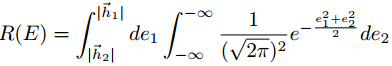 R(E) = \int_{|\vec{h}_2|}^{|\vec{h}_1|} de_1 \int_{-\infty}^{-\infty} \frac{1}{(\sqrt{2\pi})^2} e^{-\frac{e_1^2+e_2^2}{2}} de_2